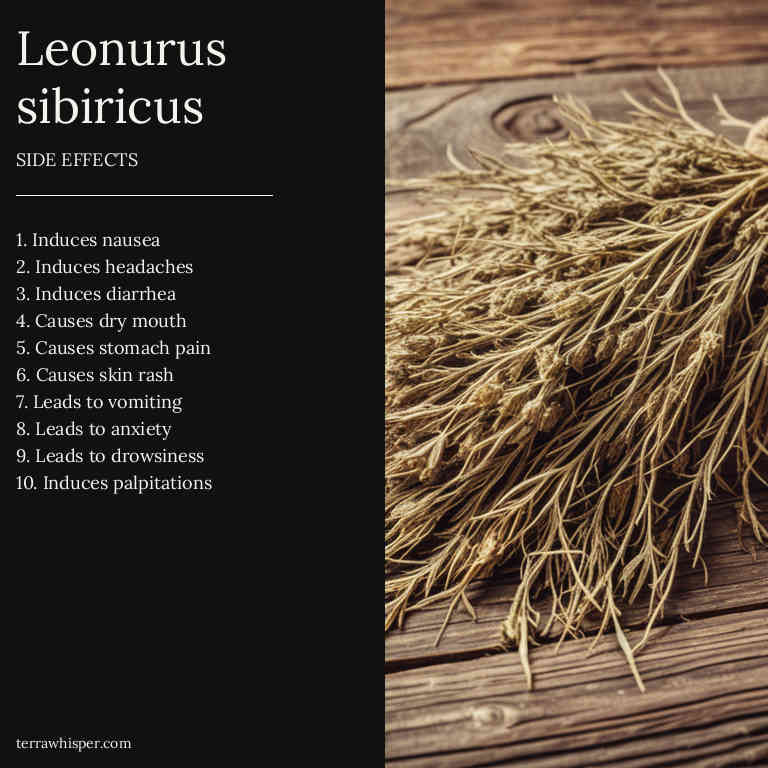 Leonurus
sibiricus
SIDE EFFECTS
1. Induces nausea
2. Induces headaches
3. Induces diarrhea
4. Causes dry mouth
5. Causes stomach pain
6. Causes skin rash
7. Leads to vomiting
8. Leads to anxiety
9. Leads to drowsiness
10. Induces palpitations
terrawhisper.com